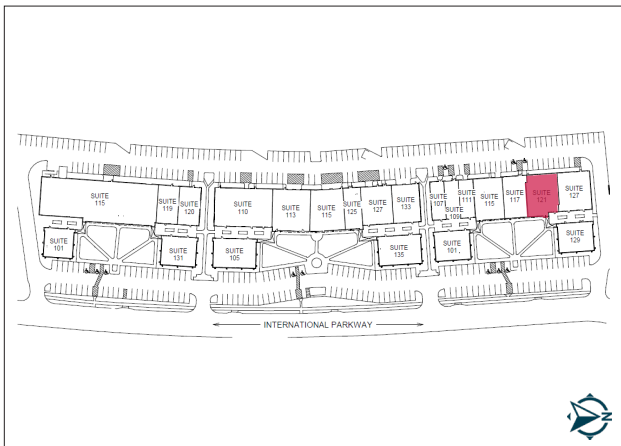 SUITE
115
SUITE
119
SUITE
120
SUITE
110
SUITE
113
SUITE
115
SUITE
125
SUITE
127
SUITE
133
SUITE
107
SUITE
109
SUITE
111
SUITE
115
SUITE
117
SUITE
121
SUITE
127
SUITE
101
SUITE
131
SUITE
105
SUITE
135
SUITE
101
SUITE
129
INTERNATIONAL PARKWAY
N